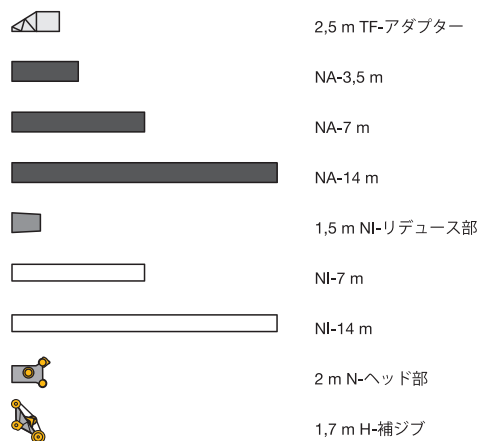 2,5 m TF-アダプター
NA-3,5 m
NA-7 m
NA-14 m
1,5 m NI-リデュース部
NI-7 m
NI-14 m
2 m N-ヘッド部
1,7 m H-補ジブ